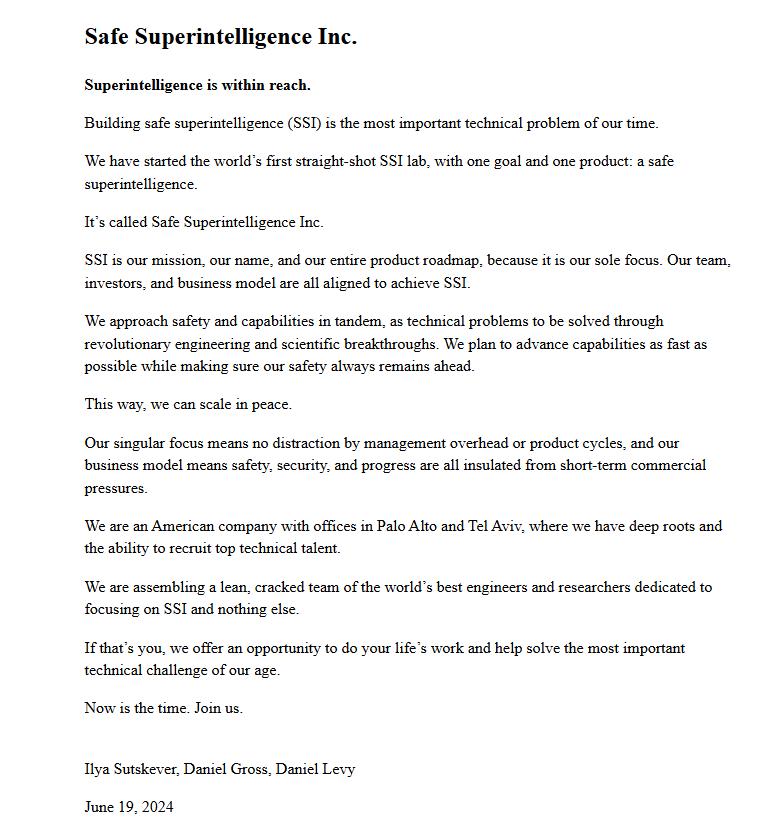 Safe Superintelligence Inc.
Superintelligence is within reach.
Building safe superintelligence (SSI) is the most important technical problem of our time.
We have started the world’s first straight-shot SSI lab, with one goal and one product: a safe
superintelligence.
It’s called Safe Superintelligence Inc.
SSI is our mission, our name, and our entire product roadmap, because it is our sole focus. Our team,
investors, and business model are all aligned to achieve SSI.
We approach safety and capabilities in tandem, as technical problems to be solved through
revolutionary engineering and scientific breakthroughs. We plan to advance capabilities as fast as
possible while making sure our safety always remains ahead.
This way, we can scale in peace.
Our singular focus means no distraction by management overhead or product cycles, and our
business model means safety, security, and progress are all insulated from short-term commercial
pressures.
We are an American company with offices in Palo Alto and Tel Aviv, where we have deep roots and
the ability to recruit top technical talent.
We are assembling a lean, cracked team of the world’s best engineers and researchers dedicated to
focusing on SSI and nothing else.
If that’s you, we offer an opportunity to do your life’s work and help solve the most important
technical challenge of our age.
Now is the time. Join us.
Ilya Sutskever, Daniel Gross, Daniel Levy
June 19, 2024